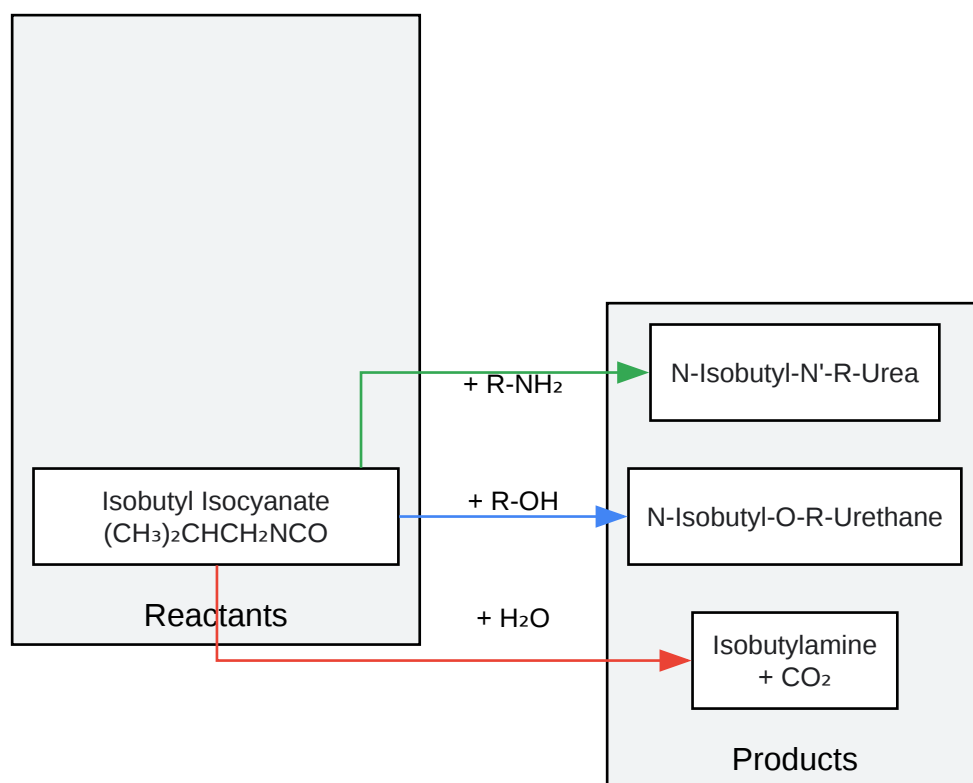 N-Isobutyl-N'-R-Urea
+ R-NH₂
Isobutyl Isocyanate
(CH₃)₂CHCH₂NCO
+ R-OH
N-Isobutyl-O-R-Urethane
Reactants
+ H₂O
Isobutylamine
+ CO₂
Products